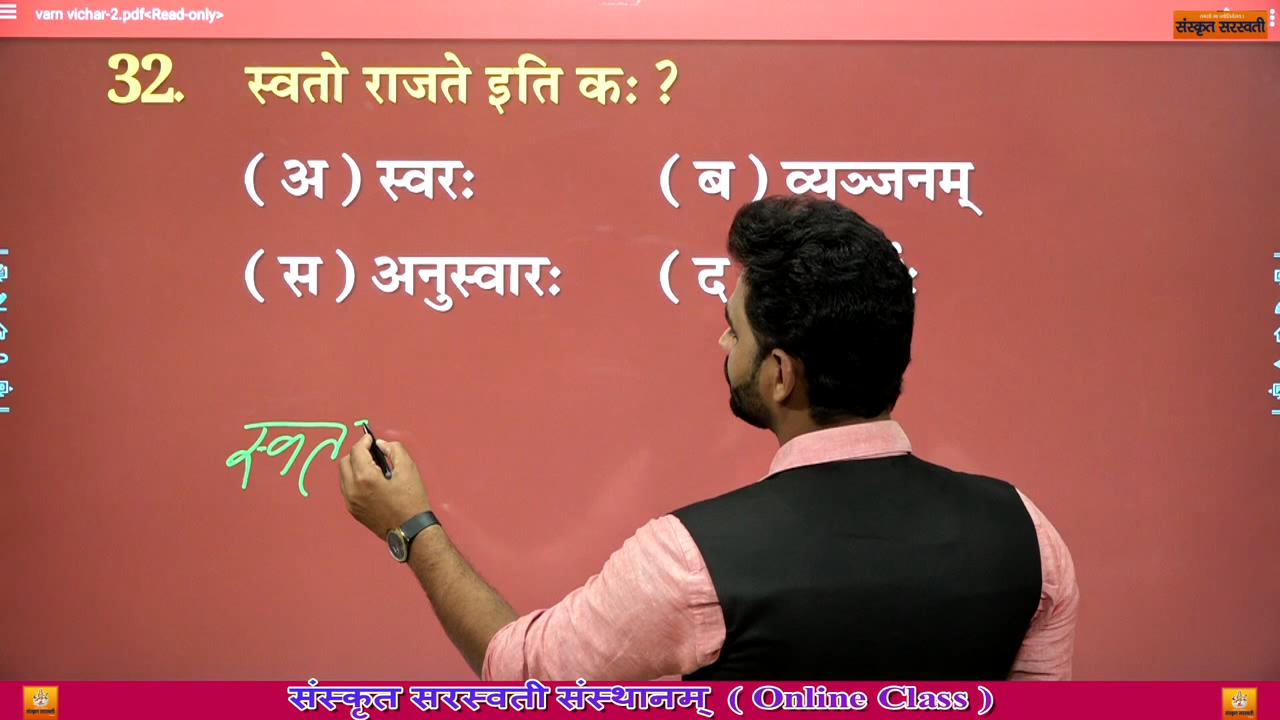 varn vichar-2.pdf<Read-only>
संस्कृत सरस्वती
32. स्वतो राजते इति कः ?
( अ ) स्वरः ( ब ) व्यञ्जनम्
( स ) अनुस्वारः ( द
स्वत
संस्कृत सरस्वती संस्थानम् ( Online Class )